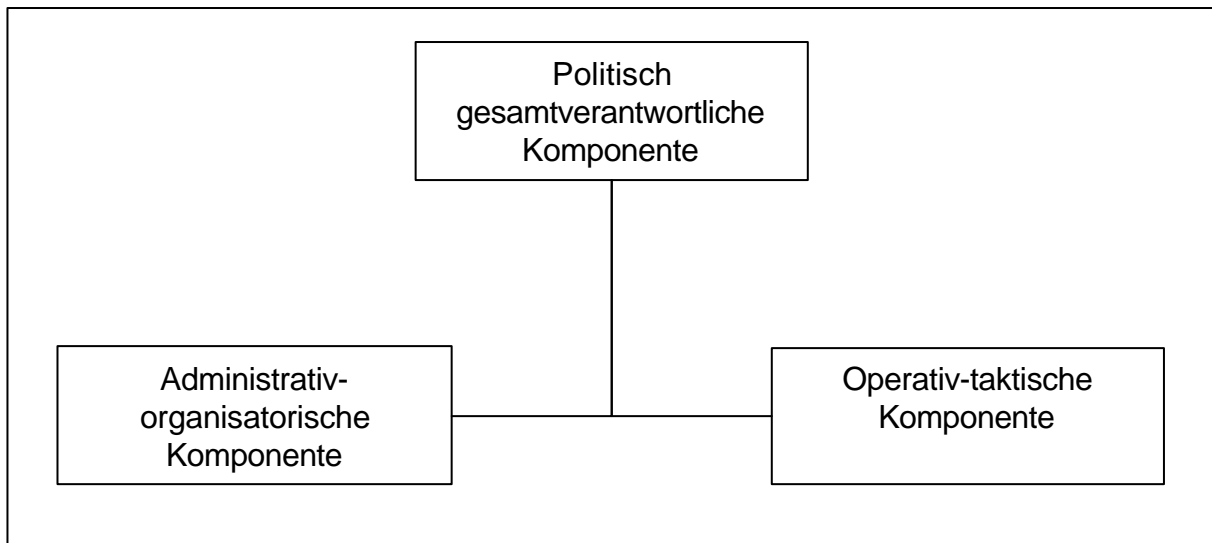 Politisch
gesamtverantwortliche
Komponente
Administrativ-
organisatorische
Komponente
Operativ-taktische
Komponente